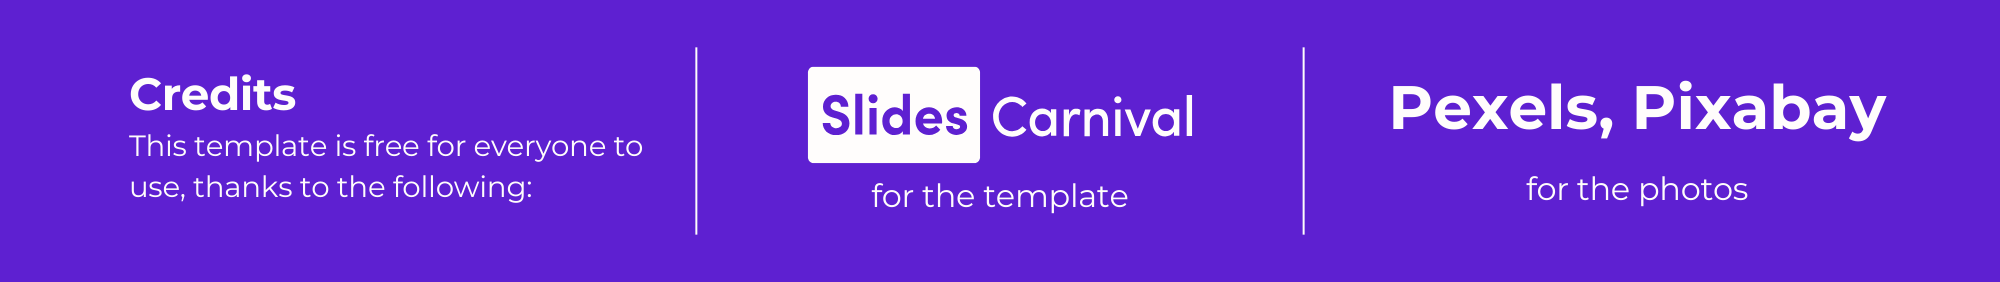 Credits
This template is free for everyone to
use, thanks to the following:
Slides Carnival
for the template
Pexels, Pixabay
for the photos